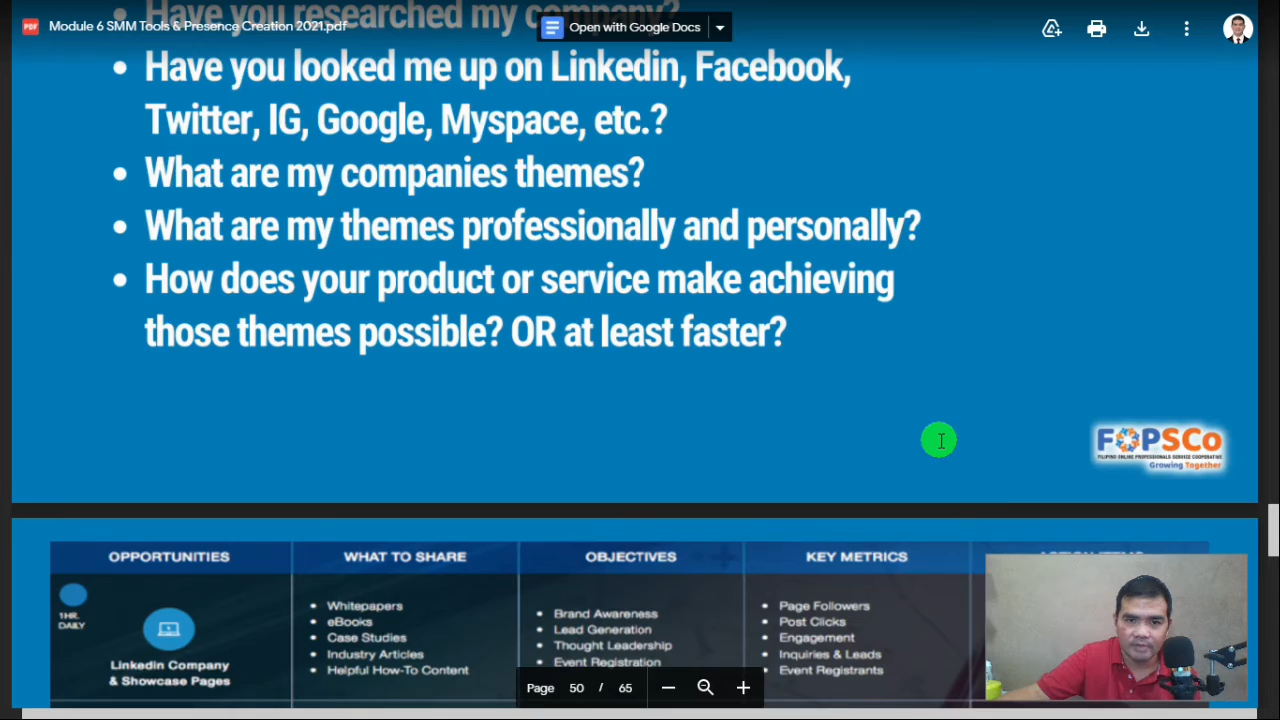 Have you researched my company?
Module 6 SMM Tools & Presence Creation 2021.pdf
Open with Google Docs
• Have you looked me up on Linkedin, Facebook,
Twitter, IG, Google, Myspace, etc.?
• What are my companies themes?
• What are my themes professionally and personally?
• How does your product or service make achieving
those themes possible? OR at least faster?
FOPSCo
FILIPINO ONLINE PROFESSIONALS SERVICE COOPERATIVE
Growing Together
OPPORTUNITIES
WHAT TO SHARE
OBJECTIVES
KEY METRICS
1HR.
DAILY
Linkedin Company
& Showcase Pages
• Whitepapers
• eBooks
• Case Studies
• Industry Articles
• Helpful How-To Content
• Brand Awareness
• Lead Generation
• Thought Leadership
• Event Registration
• Page Followers
• Post Clicks
• Engagement
• Inquiries & Leads
• Event Registrants
Page 50 / 65